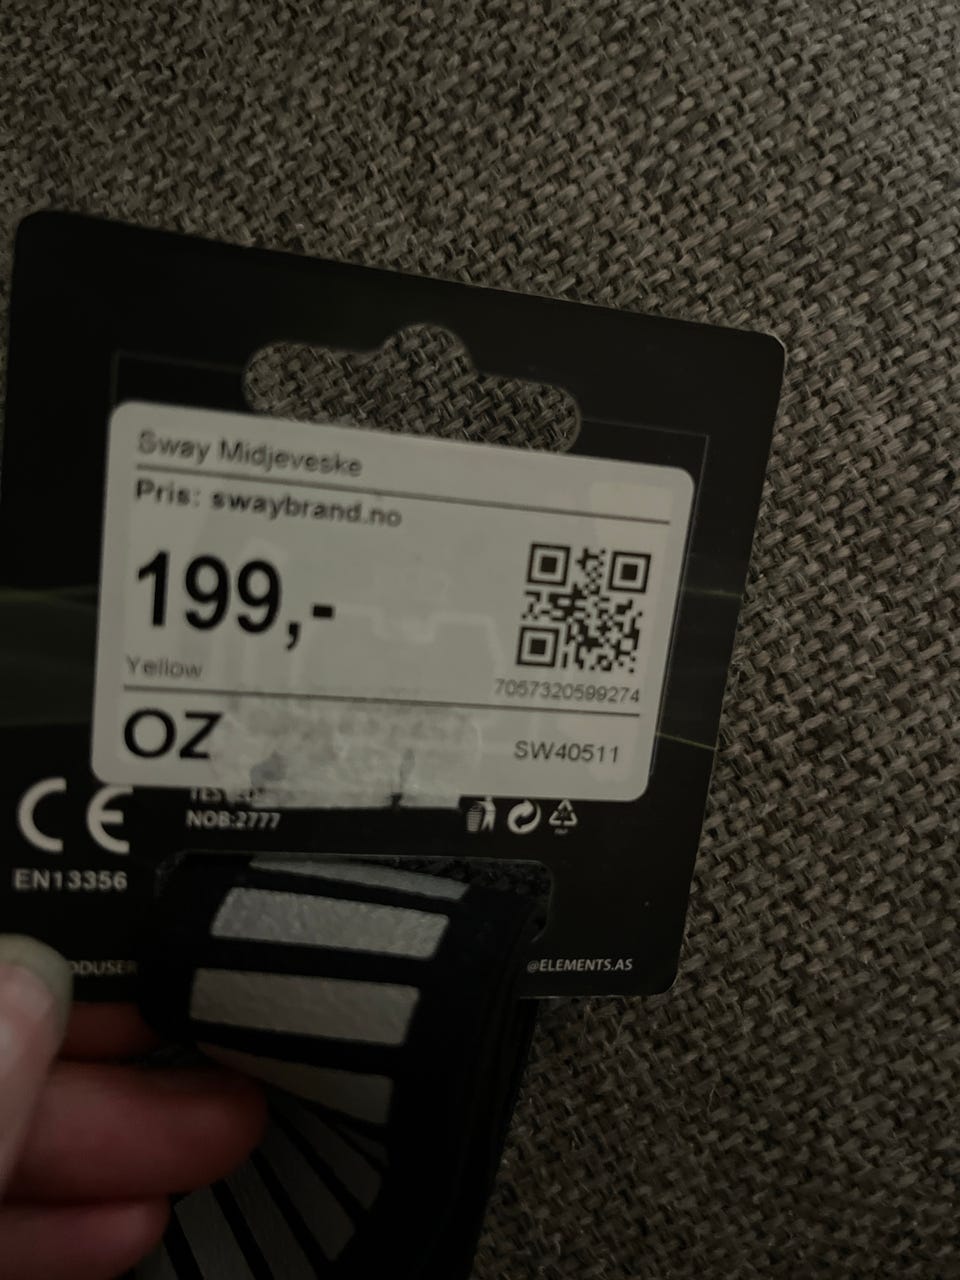 Sway Midjeveske
Pris: swaybrand.no
199,-
Yellow
7057320599274
OZ
SW40511
CE
NOB:2777
EN13356
@ELEMENTS.AS